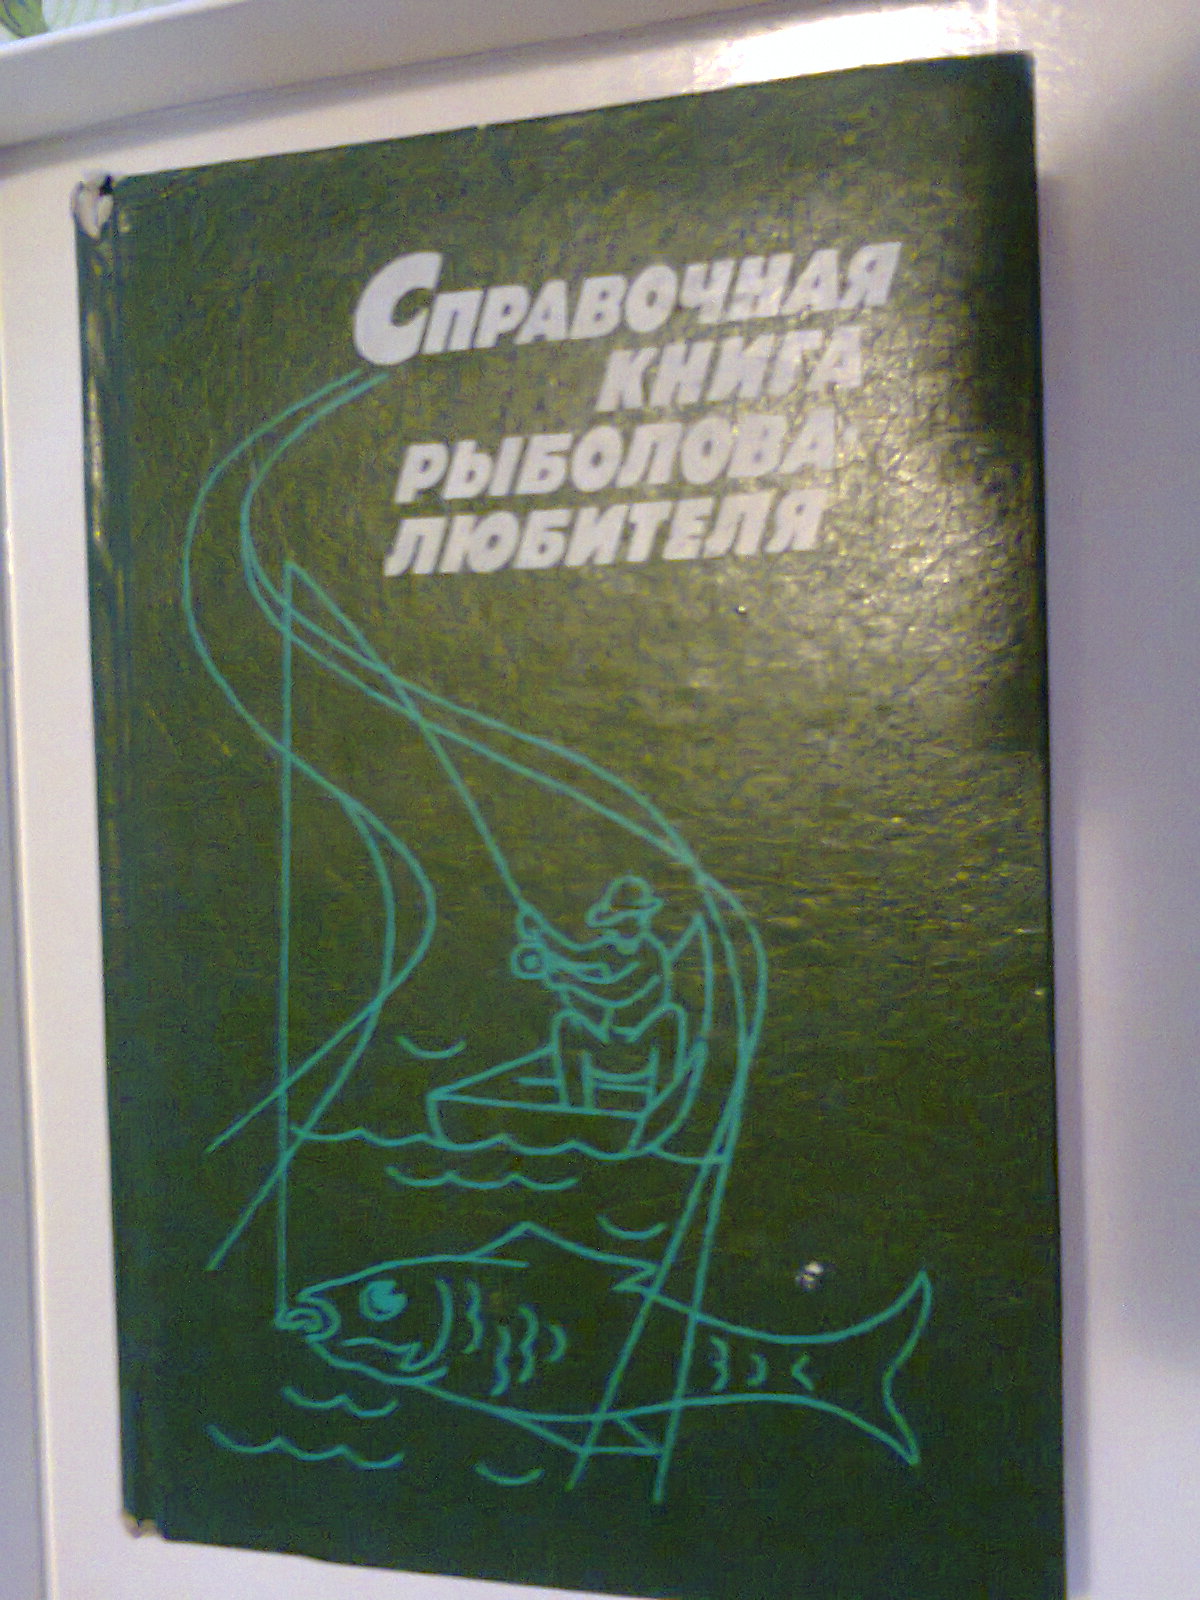 Справочная
книга
рыболова-
любителя